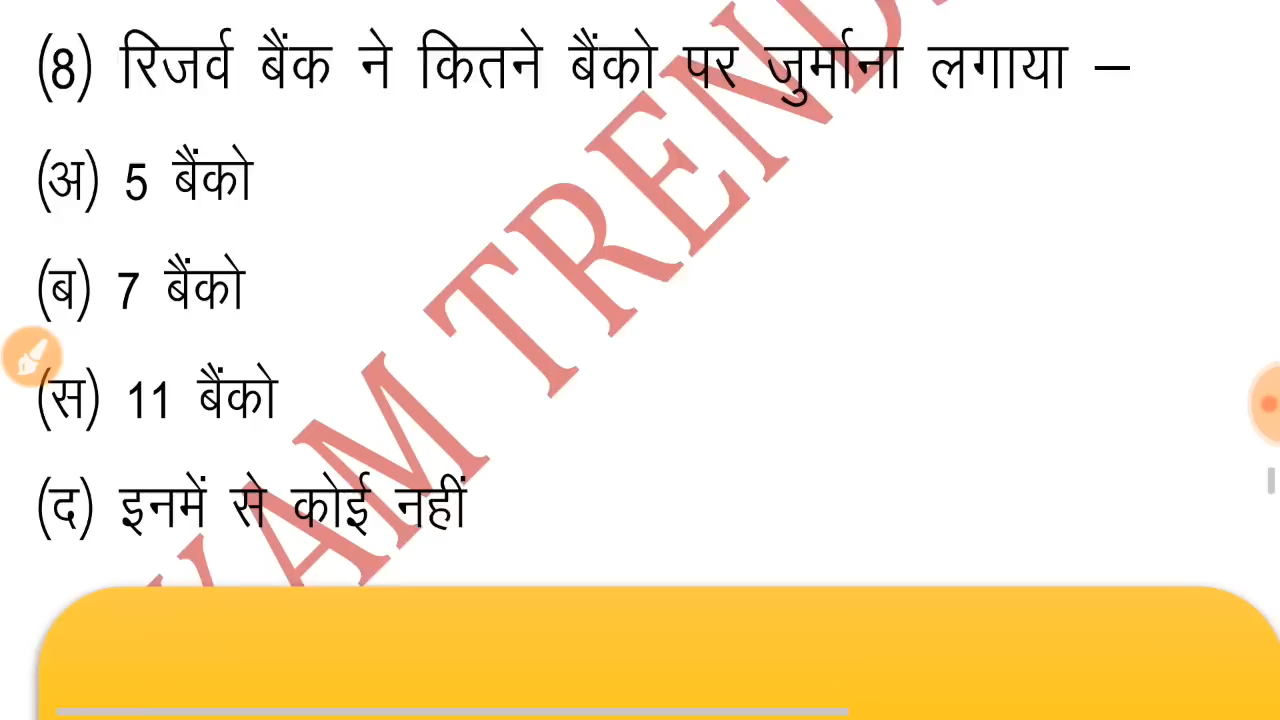 (8) रिजर्व बैंक ने कितने बैंको पर जुर्माना लगाया –
(अ) 5 बैंको
(ब) 7 बैंको
(स) 11 बैंको
(द) इनमें से कोई नहीं